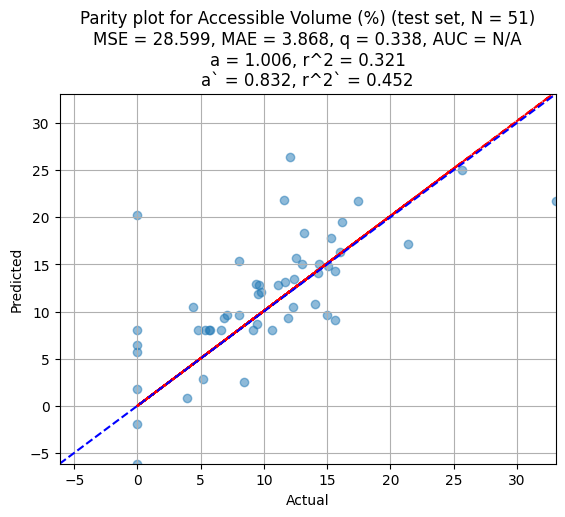 Parity plot for Accessible Volume (%) (test set, N = 51)
MSE = 28.599, MAE = 3.868, q = 0.338, AUC = N/A
a = 1.006, r^2 = 0.321
a` = 0.832, r^2` = 0.452
30
25
20
15
10
5
0
−5
Predicted
−5 0 5 10 15 20 25 30
Actual